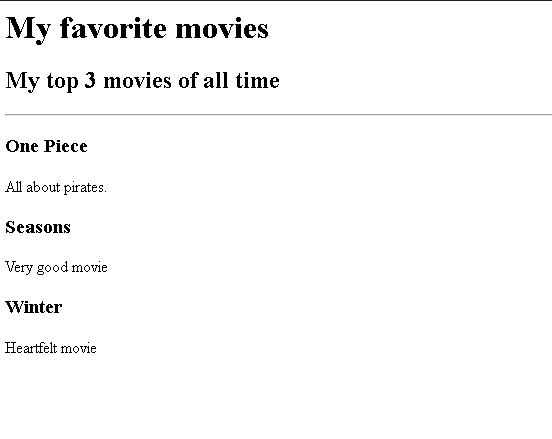 My favorite movies
My top 3 movies of all time
One Piece
All about pirates.
Seasons
Very good movie
Winter
Heartfelt movie